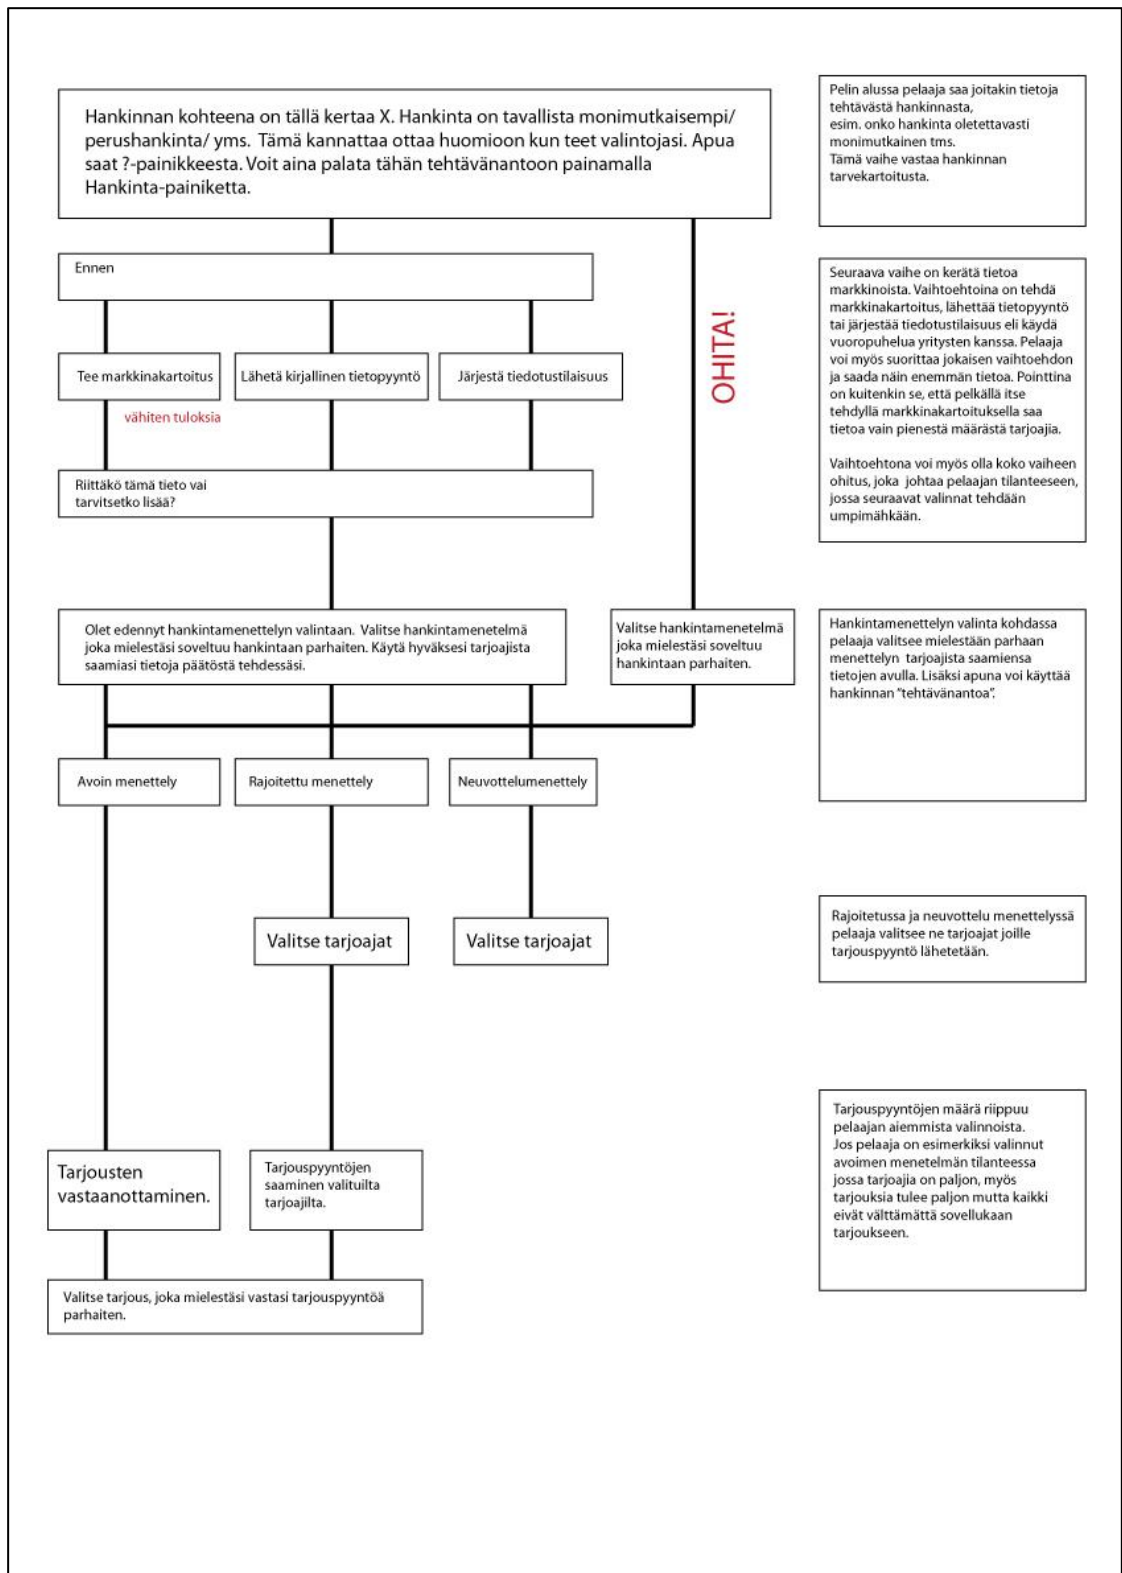 Hankinnan kohteena on tällä kertaa X. Hankinta on tavallista monimutkaisempi/
perushankinta/ yms.  Tämä kannattaa ottaa huomioon kun teet valintojasi. Apua
saat ?-painikkeesta. Voit aina palata tähän tehtävänantoon painamalla
Hankinta-painiketta.
Pelin alussa pelaaja saa joitakin tietoja
tehtävästä hankinnasta,
esim. onko hankinta oletettavasti
monimutkainen tms.
Tämä vaihe vastaa hankinnan
tarvekartoitusta.
Ennen
Tee markkinakartoitus
Lähetä kirjallinen tietopyyntö
Järjestä tiedotustilaisuus
vähiten tuloksia
OHITA!
Riittäkö tämä tieto vai
tarvitsetko lisää?
Seuraava vaihe on kerätä tietoa
markkinoista. Vaihtoehtoina on tehdä
markkinakartoitus, lähettää tietopyyntö
tai järjestää tiedotustilaisuus eli käydä
vuoropuhelua yritysten kanssa. Pelaaja
voi myös suorittaa jokaisen vaihtoehdon
ja saada näin enemmän tietoa. Pointtina
on kuitenkin se, että pelkällä itse
tehdyllä markkinakartoituksella saa
tietoa vain pienestä määrästä tarjoajia.
Vaihtoehtona voi myös olla koko vaiheen
ohitus, joka  johtaa pelaajan tilanteeseen,
jossa seuraavat valinnat tehdään
umpimähkään.
Olet edennyt hankintamenettelyn valintaan.  Valitse hankintamenetelmä
joka mielestäsi soveltuu hankintaan parhaiten. Käytä hyväksesi tarjoajista
saamiasi tietoja päätöstä tehdessäsi.
Valitse hankintamenetelmä
joka mielestäsi soveltuu
hankintaan parhaiten.
Hankintamenettelyn valinta kohdassa
pelaaja valitsee mielestään parhaan
menettelyn  tarjoajista saamiensa
tietojen avulla. Lisäksi apuna voi käyttää
hankinnan "tehtävänantoa".
Avoin menettely
Rajoitettu menettely
Neuvottelumenettely
Valitse tarjoajat
Valitse tarjoajat
Rajoitetussa ja neuvottelu menettelyssä
pelaaja valitsee ne tarjoajat joille
tarjouspyyntö lähetetään.
Tarjousten
vastaanottaminen.
Tarjouspyyntöjen
saaminen valituilta
tarjoajilta.
Tarjouspyyntöjen määrä riippuu
pelaajan aiemmista valinnoista.
Jos pelaaja on esimerkiksi valinnut
avoimen menetelmän tilanteessa
jossa tarjoajia on paljon, myös
tarjouksia tulee paljon mutta kaikki
eivät välttämättä sovellukaan
tarjoukseen.
Valitse tarjous, joka mielestäsi vastasi tarjouspyyntöä
parhaiten.